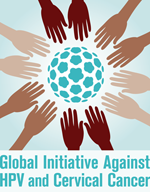 Global Initiative Against
HPV and Cervical Cancer